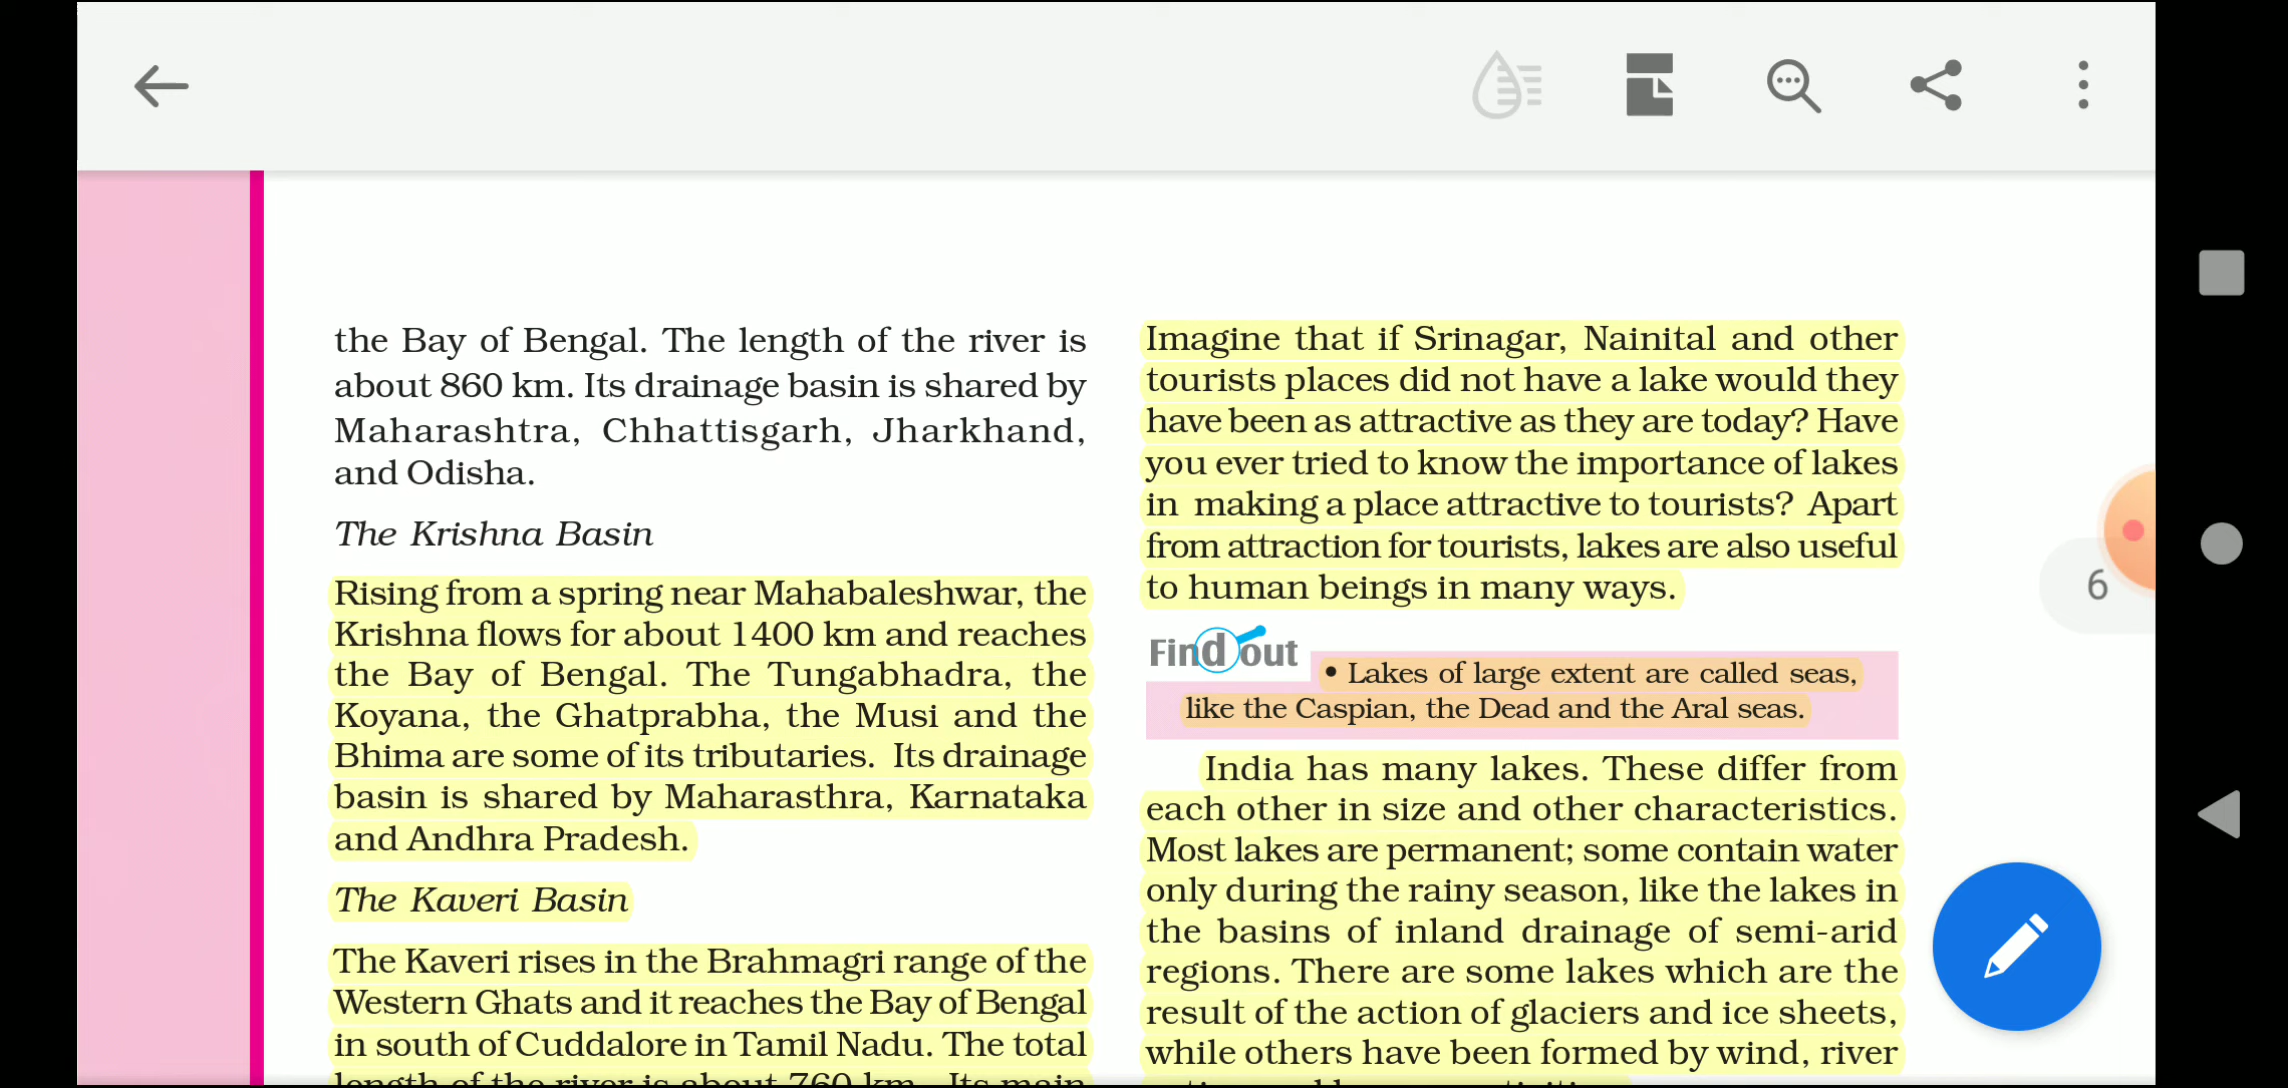 the Bay of Bengal. The length of the river is
about 860 km. Its drainage basin is shared by
Maharashtra, Chhattisgarh, Jharkhand,
and Odisha.
The Krishna Basin
Rising from a spring near Mahabaleshwar, the
Krishna flows for about 1400 km and reaches
the Bay of Bengal. The Tungabhadra, the
Koyana, the Ghatprabha, the Musi and the
Bhima are some of its tributaries. Its drainage
basin is shared by Maharasthra, Karnataka
and Andhra Pradesh.
The Kaveri Basin
The Kaveri rises in the Brahmagri range of the
Western Ghats and it reaches the Bay of Bengal
in south of Cuddalore in Tamil Nadu. The total
length of the river is about 760 km. Its main
Imagine that if Srinagar, Nainital and other
tourists places did not have a lake would they
have been as attractive as they are today? Have
you ever tried to know the importance of lakes
in making a place attractive to tourists? Apart
from attraction for tourists, lakes are also useful
to human beings in many ways.
Find out
• Lakes of large extent are called seas,
like the Caspian, the Dead and the Aral seas.
India has many lakes. These differ from
each other in size and other characteristics.
Most lakes are permanent; some contain water
only during the rainy season, like the lakes in
the basins of inland drainage of semi-arid
regions. There are some lakes which are the
result of the action of glaciers and ice sheets,
while others have been formed by wind, river
6